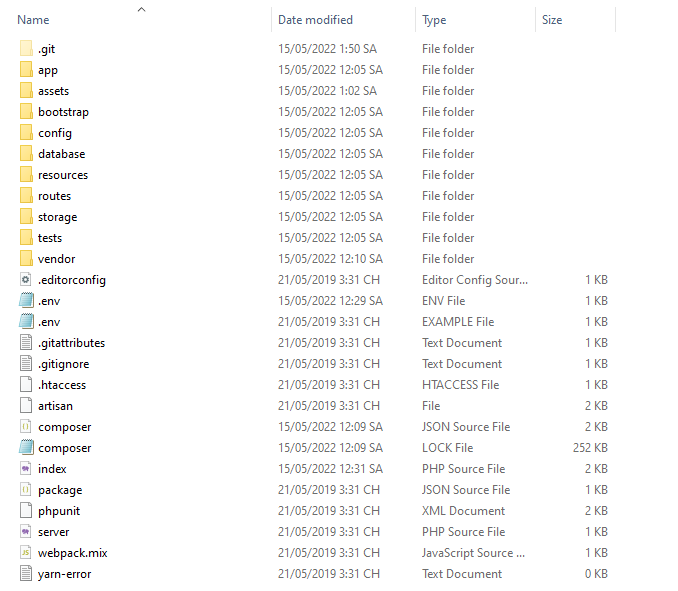 Name Date modified Type Size
.git 15/05/2022 1:50 SA File folder
app 15/05/2022 12:05 SA File folder
assets 15/05/2022 1:02 SA File folder
bootstrap 15/05/2022 12:05 SA File folder
config 15/05/2022 12:05 SA File folder
database 15/05/2022 12:05 SA File folder
resources 15/05/2022 12:05 SA File folder
routes 15/05/2022 12:05 SA File folder
storage 15/05/2022 12:05 SA File folder
tests 15/05/2022 12:05 SA File folder
vendor 15/05/2022 12:10 SA File folder
.editorconfig 21/05/2019 3:31 CH Editor Config Sour... 1 KB
.env 15/05/2022 12:29 SA ENV File 1 KB
.env 21/05/2019 3:31 CH EXAMPLE File 1 KB
.gitattributes 21/05/2019 3:31 CH Text Document 1 KB
.gitignore 21/05/2019 3:31 CH Text Document 1 KB
.htaccess 21/05/2019 3:31 CH HTACCESS File 1 KB
artisan 21/05/2019 3:31 CH File 2 KB
composer 15/05/2022 12:09 SA JSON Source File 2 KB
composer 15/05/2022 12:09 SA LOCK File 252 KB
index 15/05/2022 12:31 SA PHP Source File 2 KB
package 21/05/2019 3:31 CH JSON Source File 1 KB
phpunit 21/05/2019 3:31 CH XML Document 2 KB
server 21/05/2019 3:31 CH PHP Source File 1 KB
webpack.mix 21/05/2019 3:31 CH JavaScript Source ... 1 KB
yarn-error 21/05/2019 3:31 CH Text Document 0 KB